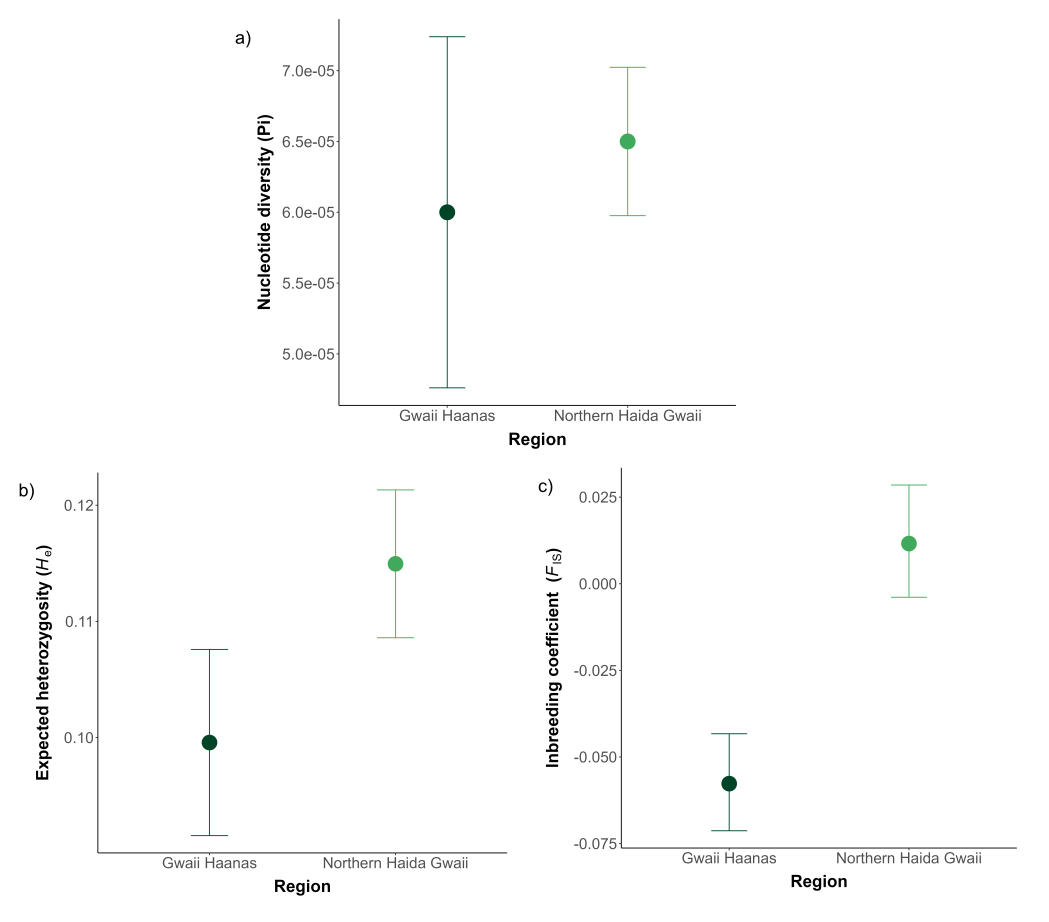 a)
Nucleotide diversity (Pi)
7.0e-05
6.5e-05
6.0e-05
5.5e-05
5.0e-05
Gwaii Haanas Northern Haida Gwaii
Region
b)
Expected heterozygosity (He)
0.12
0.11
0.10
Gwaii Haanas Northern Haida Gwaii
Region
c)
Inbreeding coefficient (FIS)
0.025
0.000
-0.025
-0.050
-0.075
Gwaii Haanas Northern Haida Gwaii
Region